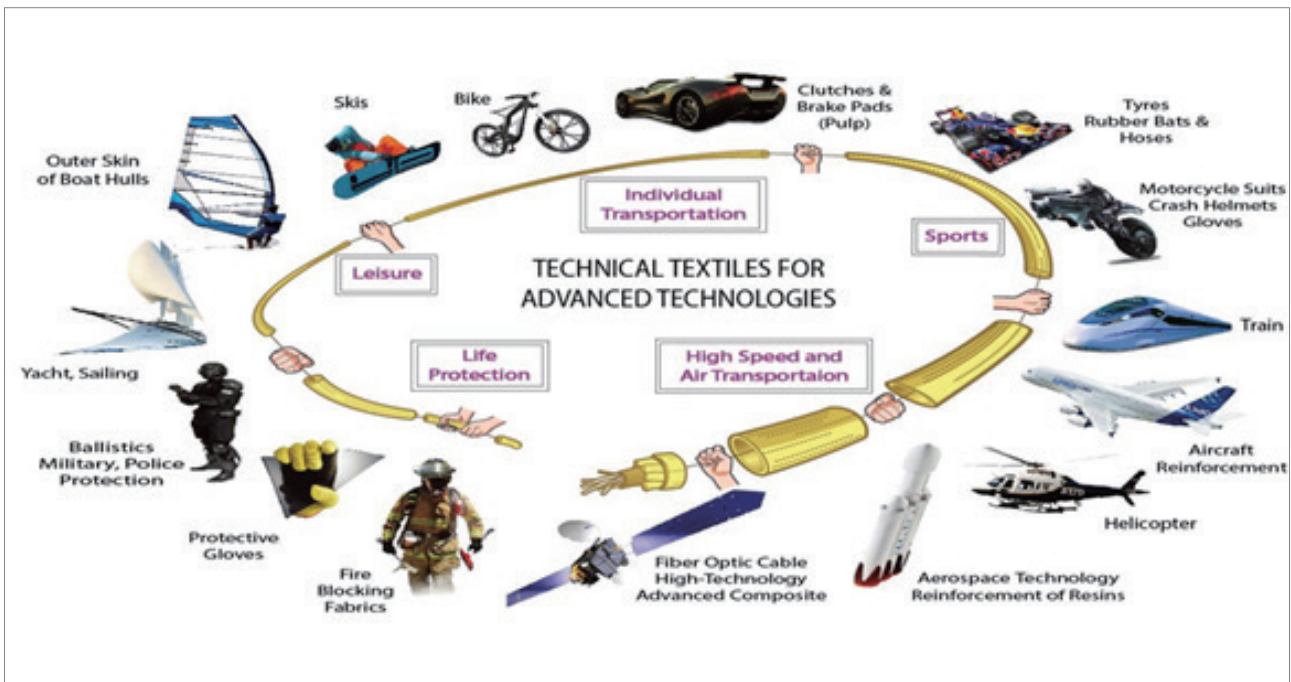 TECHNICAL TEXTILES FOR
ADVANCED TECHNOLOGIES
Leisure
Individual
Transportation
Sports
Life
Protection
High Speed and
Air Transportaion
Outer Skin
of Boat Hulls
Skis
Bike
Clutches &
Brake Pads
(Pulp)
Tyres
Rubber Bats &
Hoses
Motorcycle Suits
Crash Helmets
Gloves
Train
Aircraft
Reinforcement
Helicopter
Aerospace Technology
Reinforcement of Resins
Fiber Optic Cable
High-Technology
Advanced Composite
Fire
Blocking
Fabrics
Protective
Gloves
Ballistics
Military, Police
Protection
Yacht, Sailing